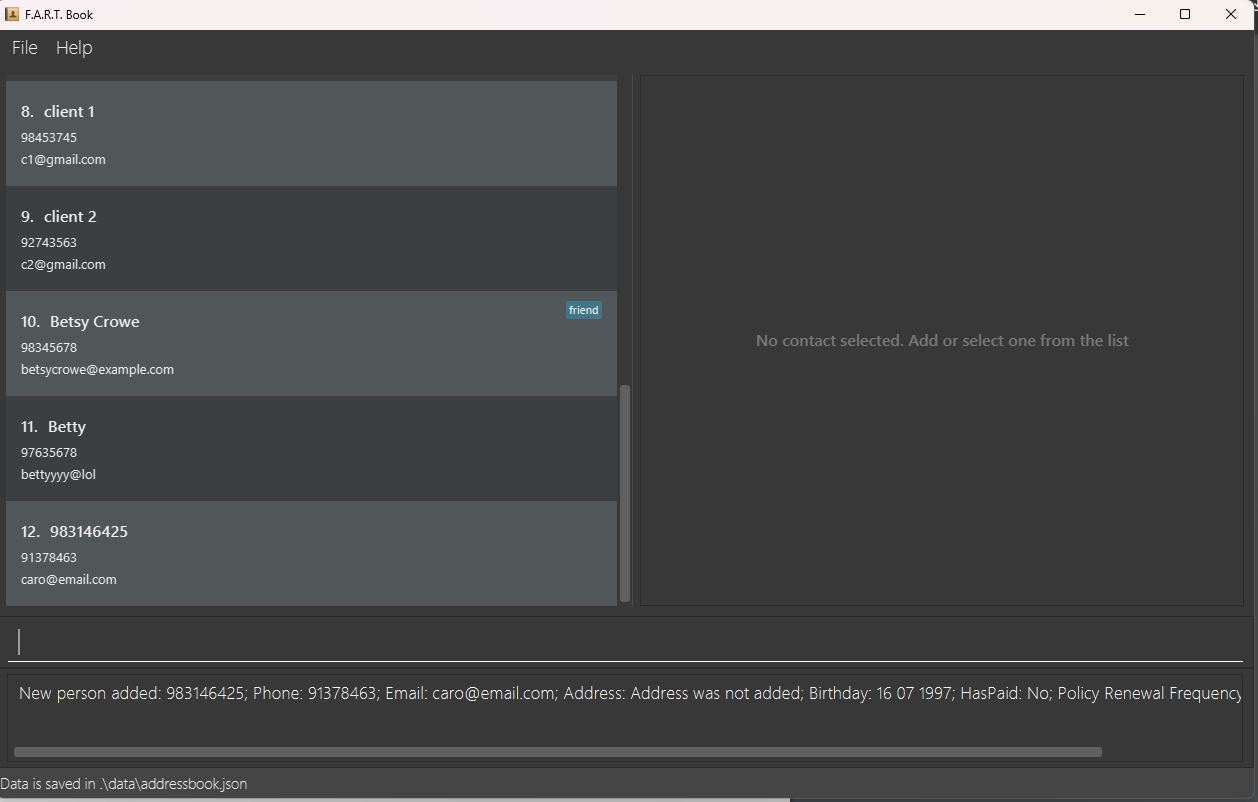 F.A.R.T. Book
File Help
8. client 1
98453745
c1@gmail.com
9. client 2
92743563
c2@gmail.com
10. Betsy Crowe
friend
98345678
betsycrowe@example.com
11. Betty
97635678
bettyyyy@lol
12. 983146425
91378463
caro@email.com
No contact selected. Add or select one from the list
New person added: 983146425; Phone: 91378463; Email: caro@email.com; Address: Address was not added; Birthday: 16 07 1997; HasPaid: No; Policy Renewal Frequency
Data is saved in .\data\addressbook.json